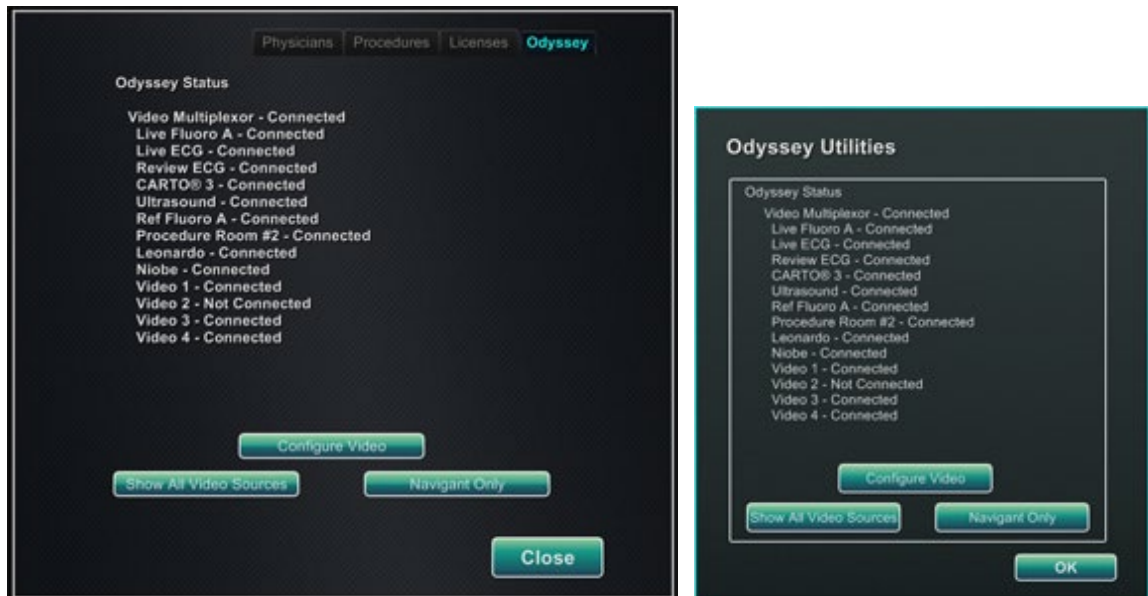 Physicians Procedures Licenses Odyssey
Odyssey Status
Video Multiplexor - Connected
Live Fluoro A - Connected
Live ECG - Connected
Review ECG - Connected
CARTO® 3 - Connected
Ultrasound - Connected
Ref Fluoro A - Connected
Procedure Room #2 - Connected
Leonardo - Connected
Niobe - Connected
Video 1 - Connected
Video 2 - Not Connected
Video 3 - Connected
Video 4 - Connected
Configure Video
Show All Video Sources Navigant Only
Close
Odyssey Utilities
Odyssey Status
Video Multiplexor - Connected
Live Fluoro A - Connected
Live ECG - Connected
Review ECG - Connected
CARTO® 3 - Connected
Ultrasound - Connected
Ref Fluoro A - Connected
Procedure Room #2 - Connected
Leonardo - Connected
Niobe - Connected
Video 1 - Connected
Video 2 - Not Connected
Video 3 - Connected
Video 4 - Connected
Configure Video
Show All Video Sources Navigant Only
OK